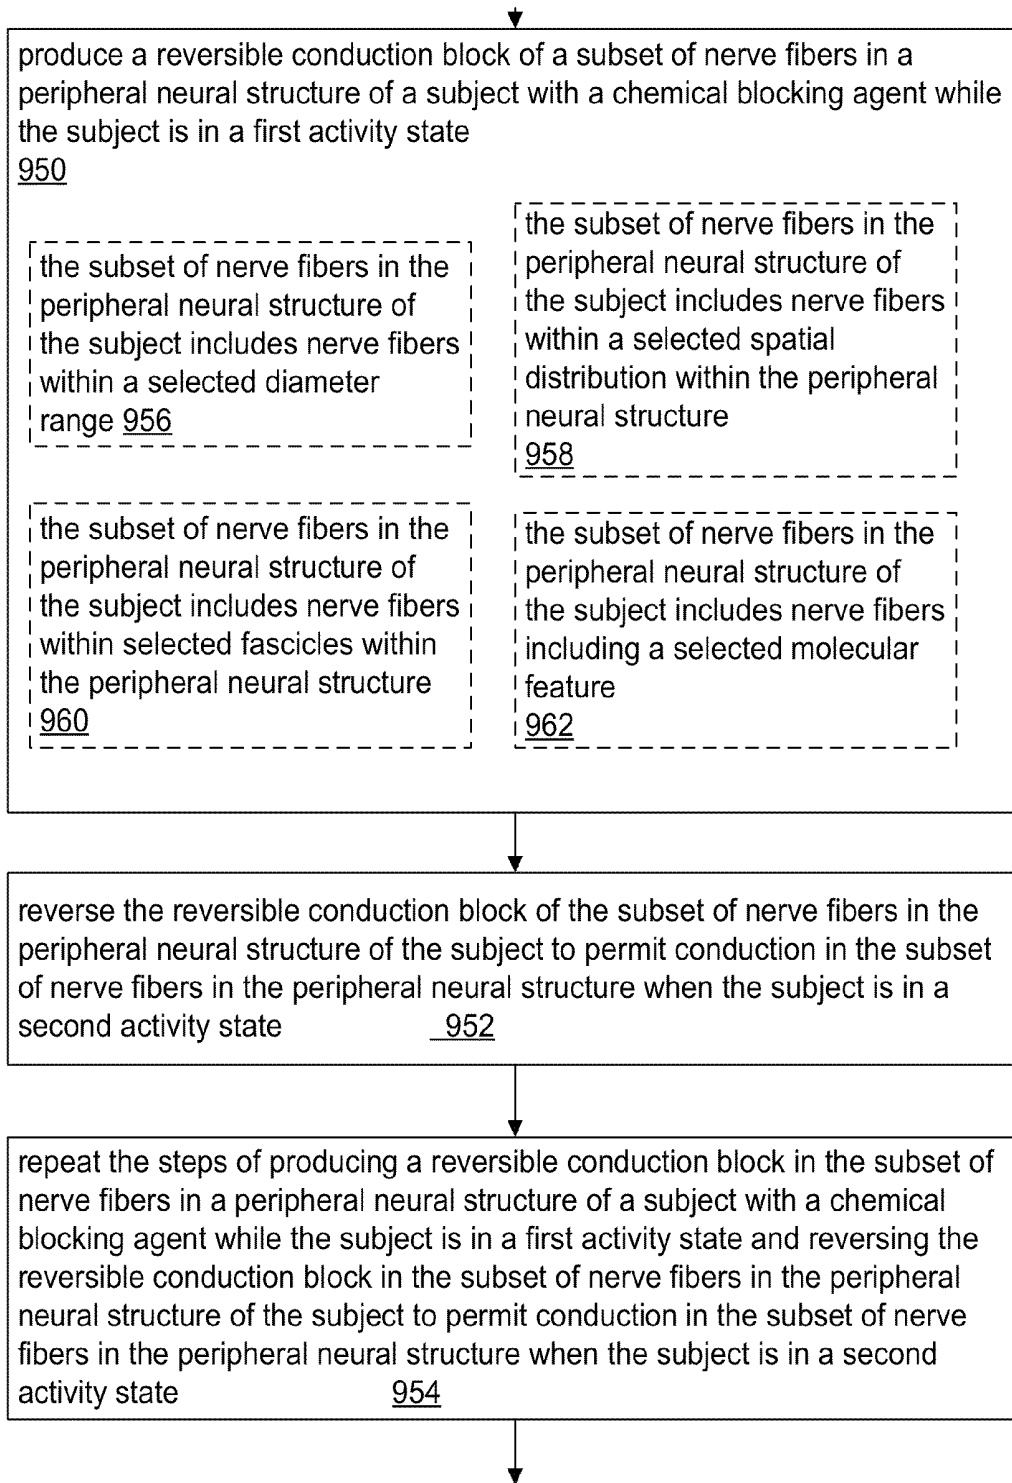 produce a reversible conduction block of a subset of nerve fibers in a
peripheral neural structure of a subject with a chemical blocking agent while
the subject is in a first activity state
950
the subset of nerve fibers in the
peripheral neural structure of
the subject includes nerve fibers
within a selected diameter
range 956
the subset of nerve fibers in the
peripheral neural structure of
the subject includes nerve fibers
within a selected spatial
distribution within the peripheral
neural structure
958
the subset of nerve fibers in the
peripheral neural structure of
the subject includes nerve fibers
within selected fascicles within
the peripheral neural structure
960
the subset of nerve fibers in the
peripheral neural structure of
the subject includes nerve fibers
including a selected molecular
feature
962
reverse the reversible conduction block of the subset of nerve fibers in the
peripheral neural structure of the subject to permit conduction in the subset
of nerve fibers in the peripheral neural structure when the subject is in a
second activity state 952
repeat the steps of producing a reversible conduction block in the subset of
nerve fibers in a peripheral neural structure of a subject with a chemical
blocking agent while the subject is in a first activity state and reversing the
reversible conduction block in the subset of nerve fibers in the peripheral
neural structure of the subject to permit conduction in the subset of nerve
fibers in the peripheral neural structure when the subject is in a second
activity state 954